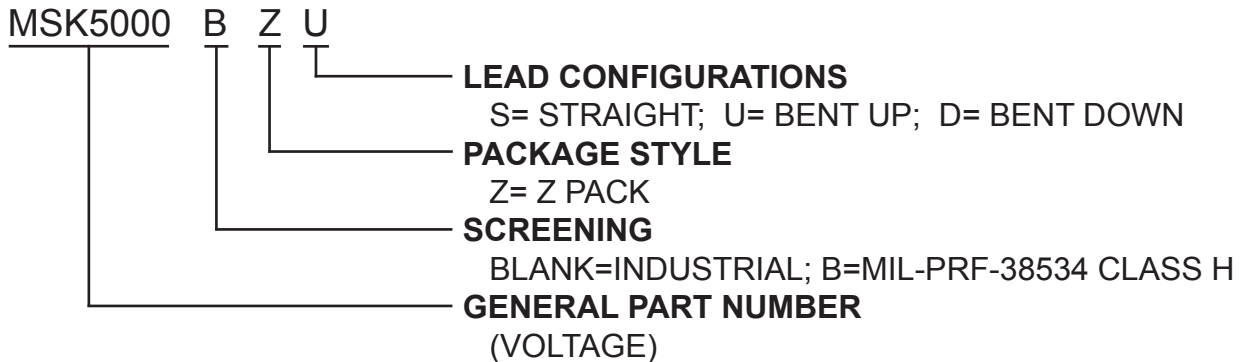 MSK5000 B Z U
LEAD CONFIGURATIONS
S= STRAIGHT; U= BENT UP; D= BENT DOWN
PACKAGE STYLE
Z= Z PACK
SCREENING
BLANK=INDUSTRIAL; B=MIL-PRF-38534 CLASS H
GENERAL PART NUMBER
(VOLTAGE)